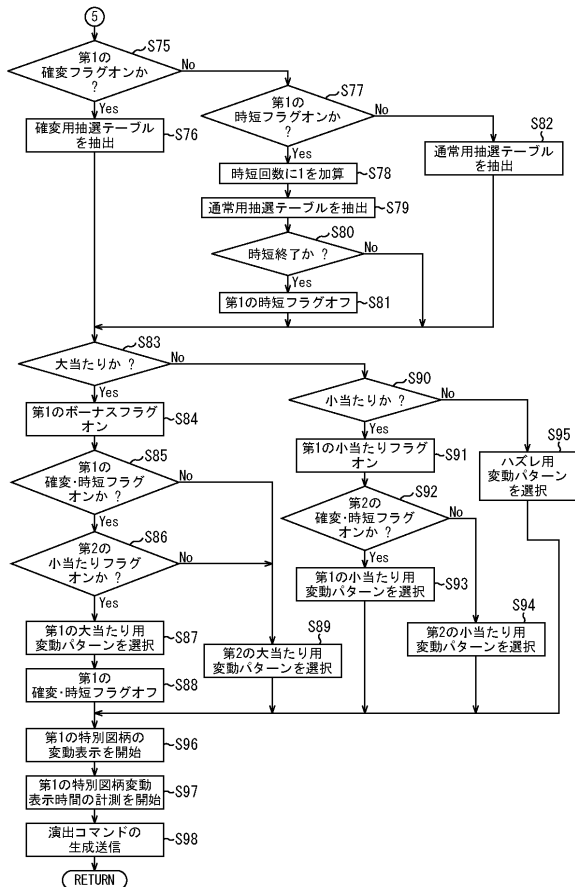 5
S75
第1の
確変フラグオンか
?
No
Yes
確変用抽選テーブル
を抽出
S76
S77
第1の
時短フラグオンか
?
No
Yes
時短回数に1を加算
S78
通常用抽選テーブルを抽出
S79
S80
時短終了か ?
No
Yes
第1の時短フラグオフ
S81
S82
通常用抽選テーブル
を抽出
S83
大当たりか ?
No
Yes
第1のボーナスフラグ
オン
S84
S85
第1の
確変・時短フラグ
オンか?
No
Yes
S86
第2の
小当たりフラグ
オンか?
No
Yes
第1の大当たり用
変動パターンを選択
S87
第1の
確変・時短フラグオフ
S88
S89
第2の大当たり用
変動パターンを選択
S90
小当たりか ?
No
Yes
第1の小当たりフラグ
オン
S91
S92
第2の
確変・時短フラグ
オンか?
No
Yes
第1の小当たり用
変動パターンを選択
S93
S94
第2の小当たり用
変動パターンを選択
S95
ハズレ用
変動パターン
を選択
第1の特別図柄の
変動表示を開始
S96
第1の特別図柄変動
表示時間の計測を開始
S97
演出コマンドの
生成送信
S98
RETURN